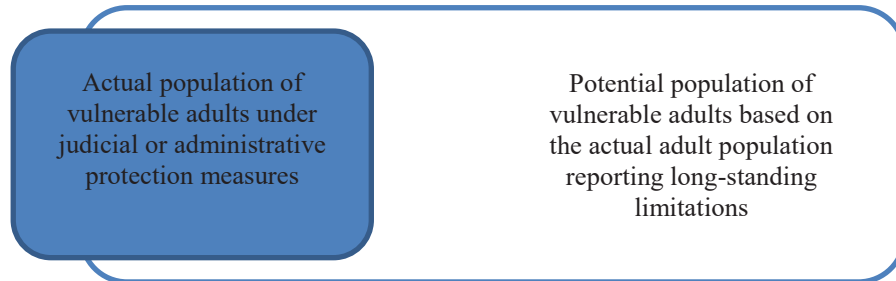 Actual population of
vulnerable adults under
judicial or administrative
protection measures
Potential population of
vulnerable adults based on
the actual adult population
reporting long-standing
limitations